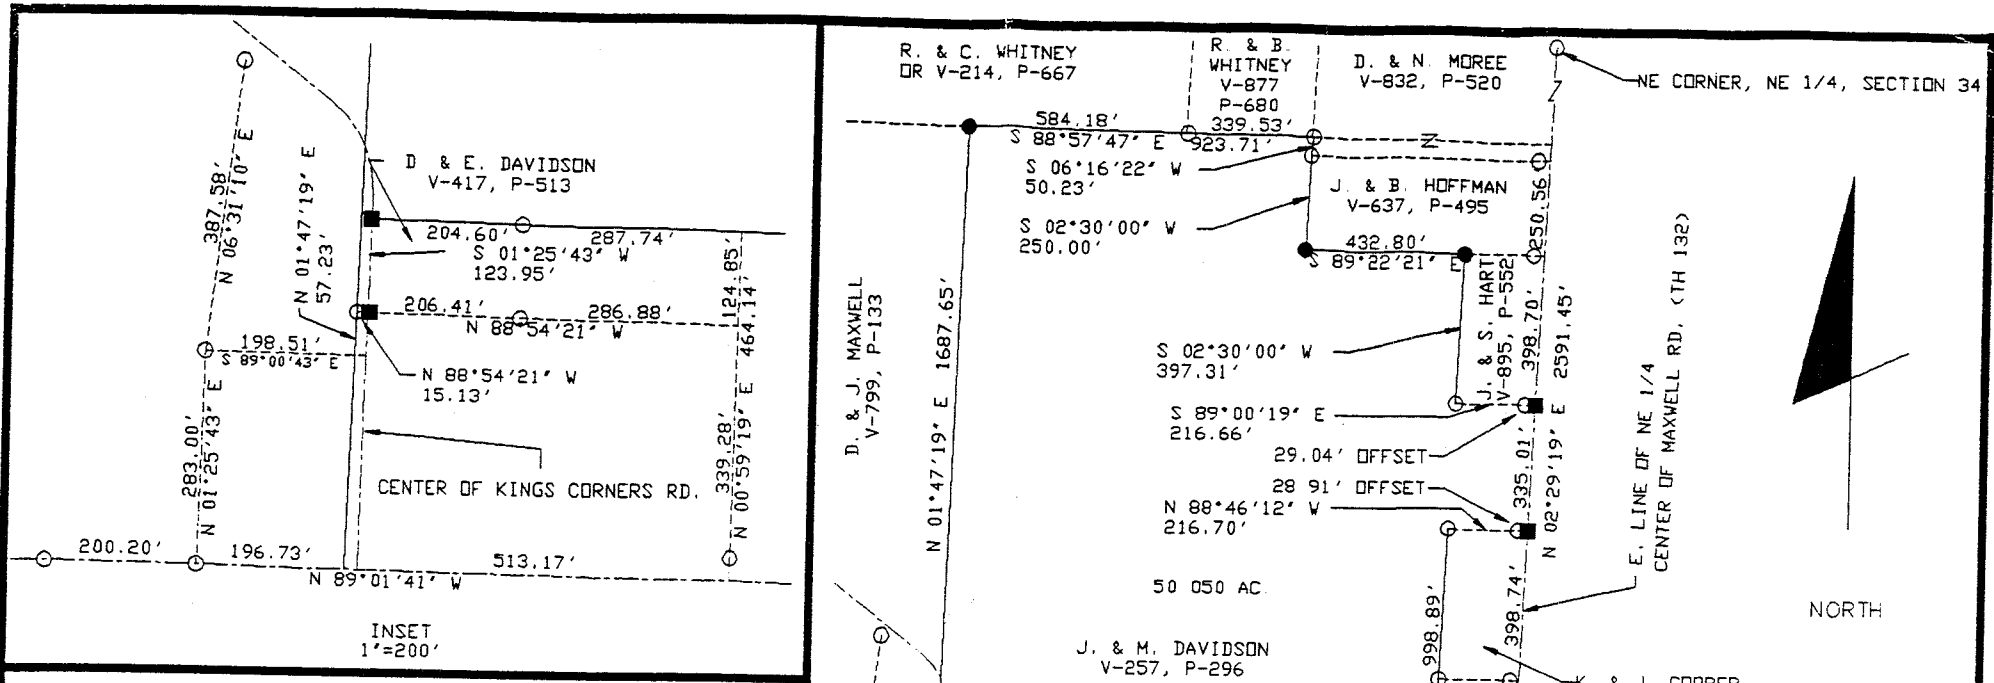 387.58'
N 06°31'10" E
N 01°47'19" E
57.23'
D & E. DAVIDSON
V-417, P-513
204.60'
287.74'
S 01°25'43" W
123.95'
124.85'
206.41'
286.88'
N 88°54'21" W
198.51'
S 89°00'43" E
N 88°54'21" W
15.13'
464.14'
N 00°59'19" E
339.28'
283.00'
N 01°25'43" E
CENTER OF KINGS CORNERS RD.
200.20'
196.73'
513.17'
N 89°01'41" W
INSET
1"=200'
R. & C. WHITNEY
OR V-214, P-667
R. & B.
WHITNEY
V-877
P-680
D. & N. MOREE
V-832, P-520
NE CORNER, NE 1/4, SECTION 34
584.18'
339.53'
S 88°57'47" E
923.71'
Z
Z
S 06°16'22" W
50.23'
J. & B. HOFFMAN
V-637, P-495
250.56'
S 02°30'00" W
250.00'
432.80'
S 89°22'21" E
D. & J. MAXWELL
V-799, P-133
N 01°47'19" E 1687.65'
J. & S. HART
V-895, P-552
398.70'
N 02°29'19" E 2591.45'
S 02°30'00" W
397.31'
S 89°00'19" E
216.66'
29.04' OFFSET
335.01'
28 91' OFFSET
N 88°46'12" W
216.70'
E. LINE OF NE 1/4
CENTER OF MAXWELL RD. (TH 132)
50 050 AC.
998.89'
398.74'
NORTH
J. & M. DAVIDSON
V-257, P-296